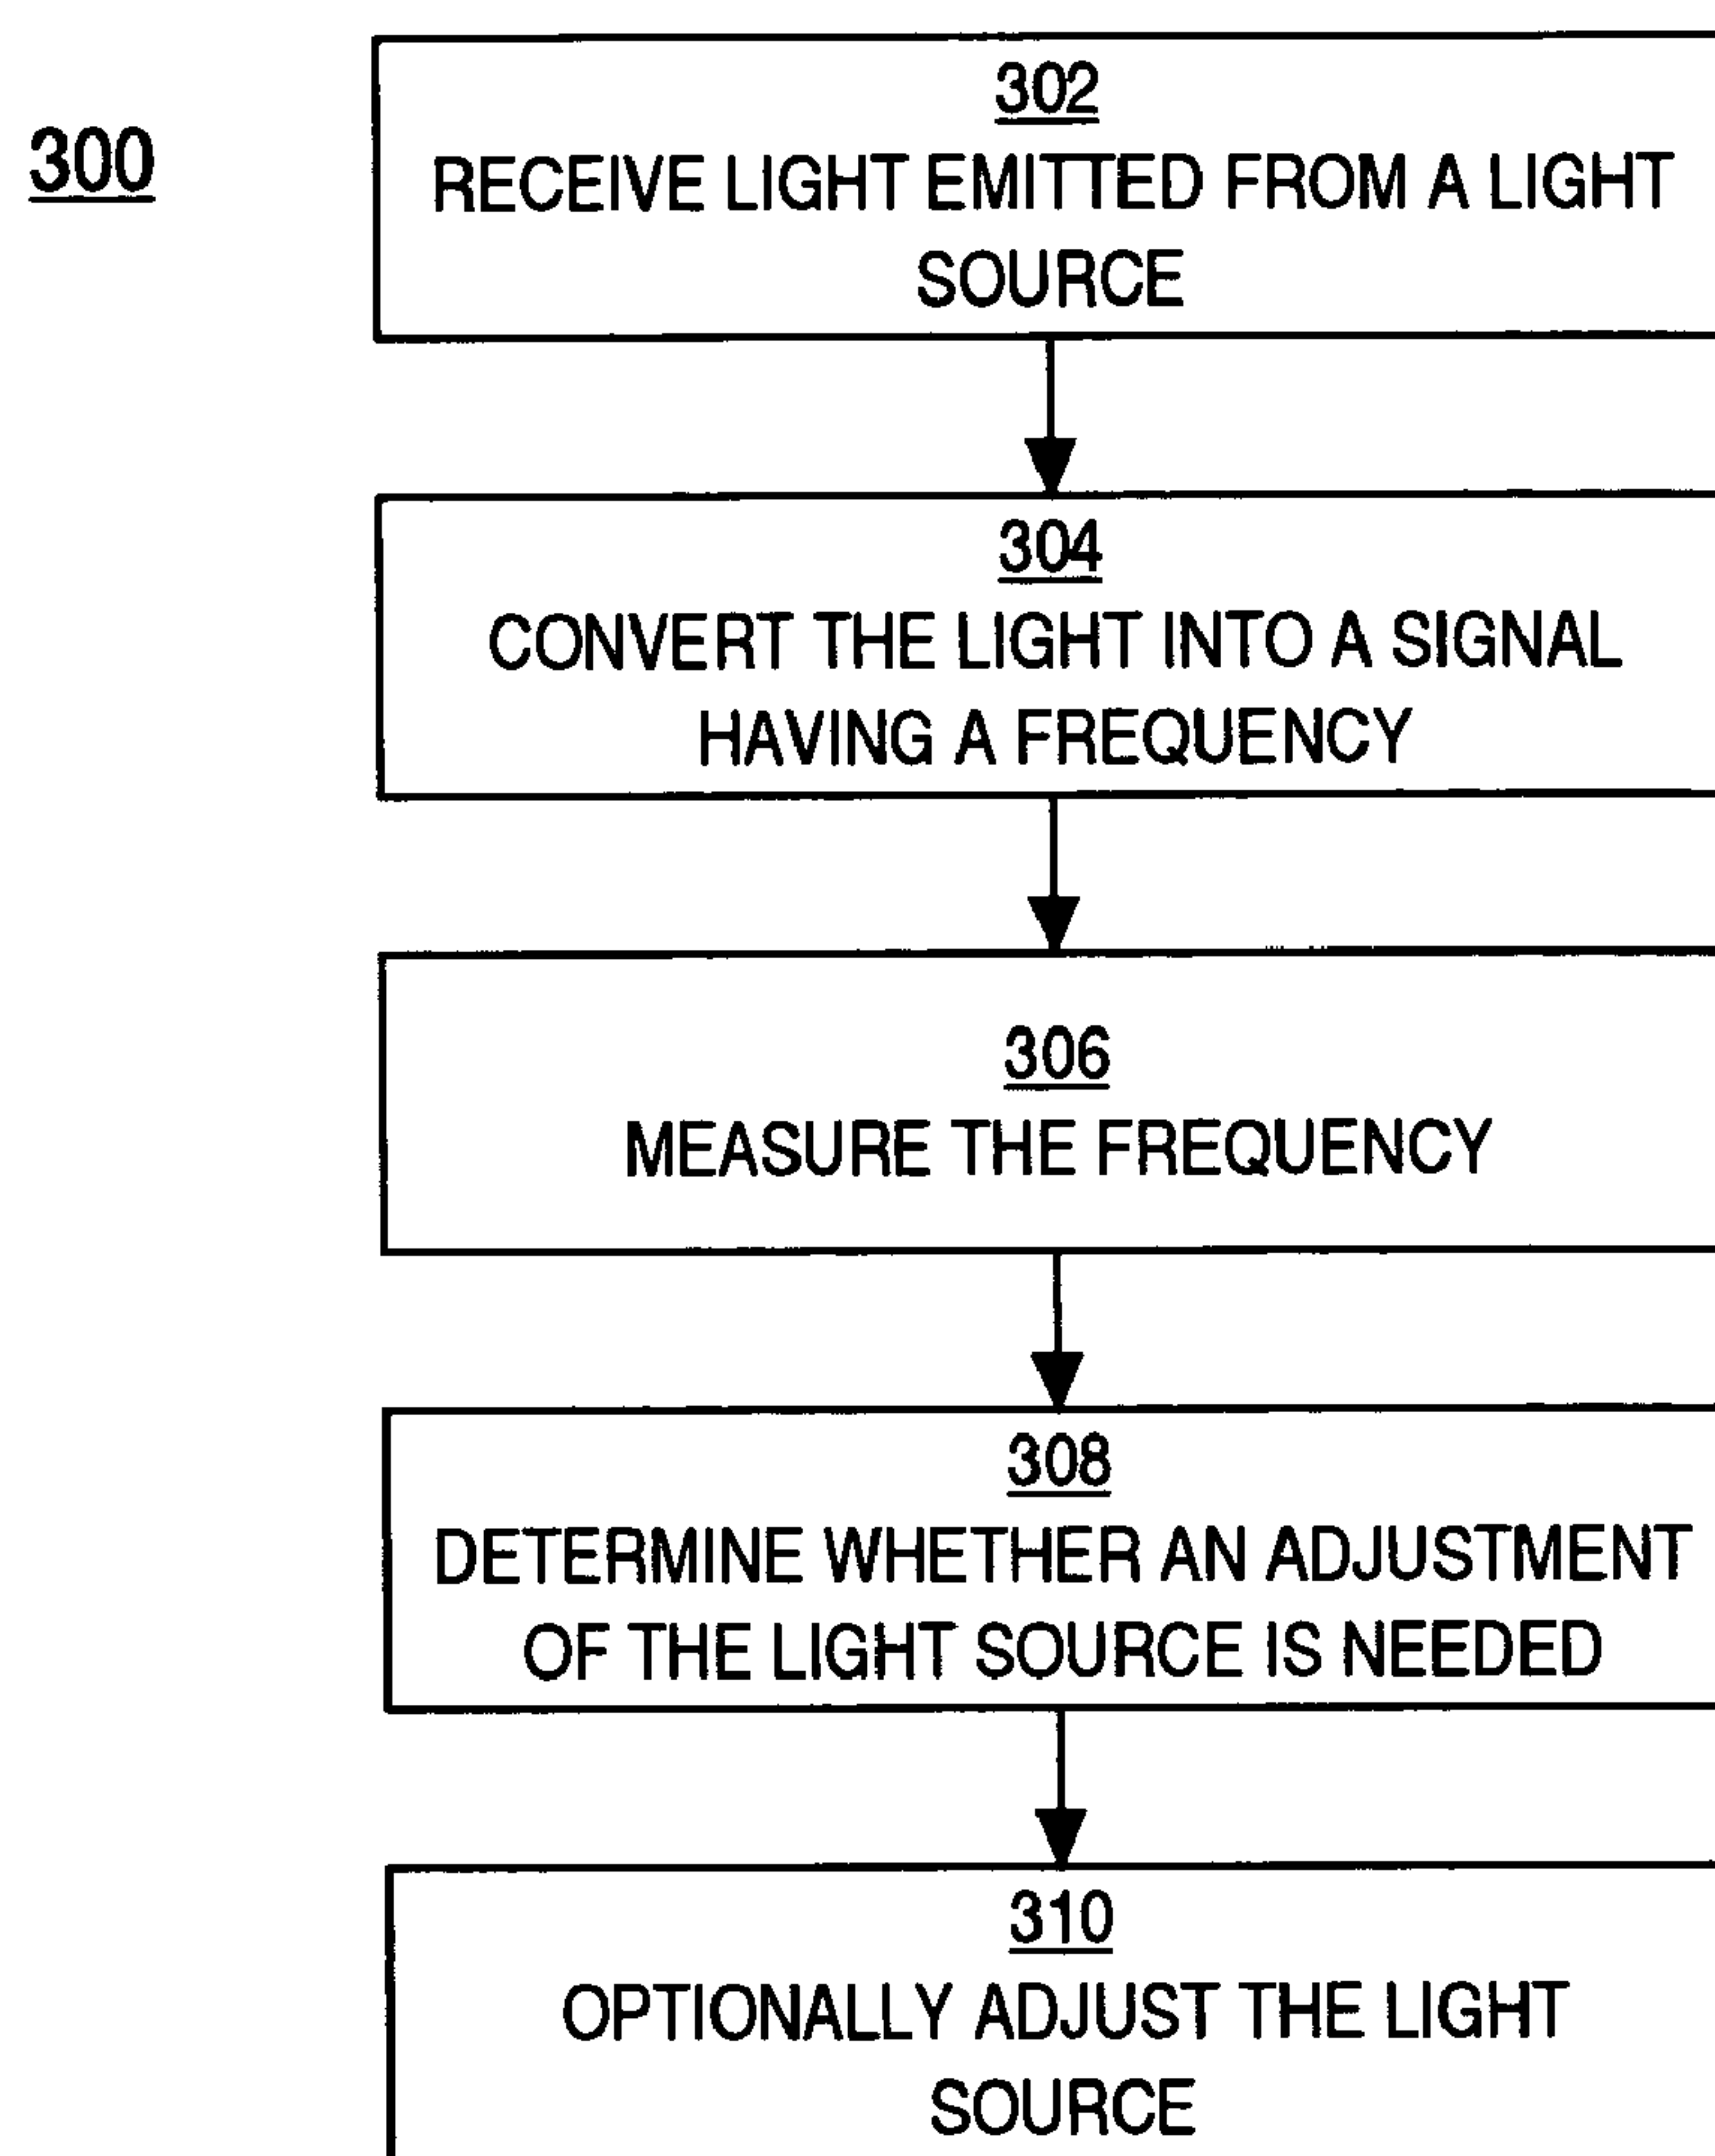 300
302
RECEIVE LIGHT EMITTED FROM A LIGHT
SOURCE
304
CONVERT THE LIGHT INTO A SIGNAL
HAVING A FREQUENCY
306
MEASURE THE FREQUENCY
308
DETERMINE WHETHER AN ADJUSTMENT
OF THE LIGHT SOURCE IS NEEDED
310
OPTIONALLY ADJUST THE LIGHT
SOURCE